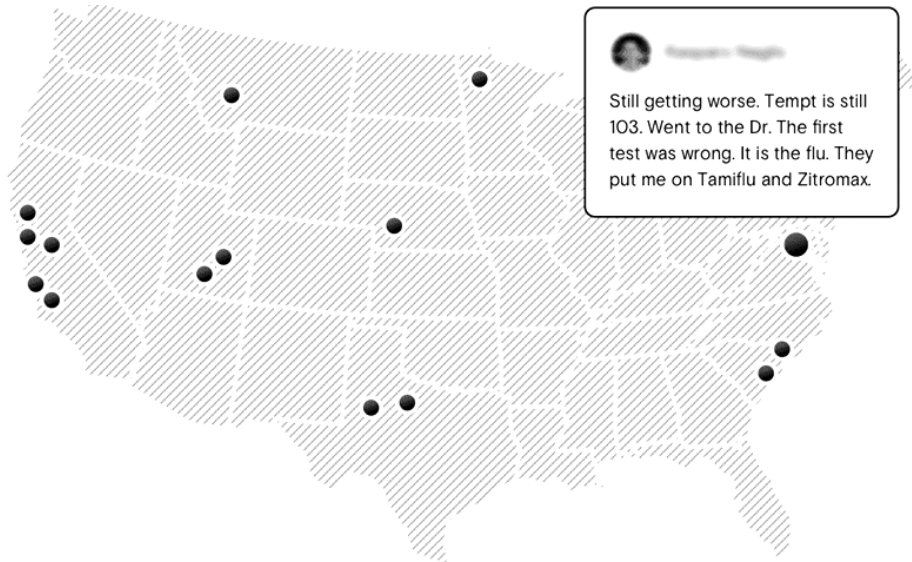 Still getting worse. Tempt is still
103. Went to the Dr. The first
test was wrong. It is the flu. They
put me on Tamiflu and Zitromax.